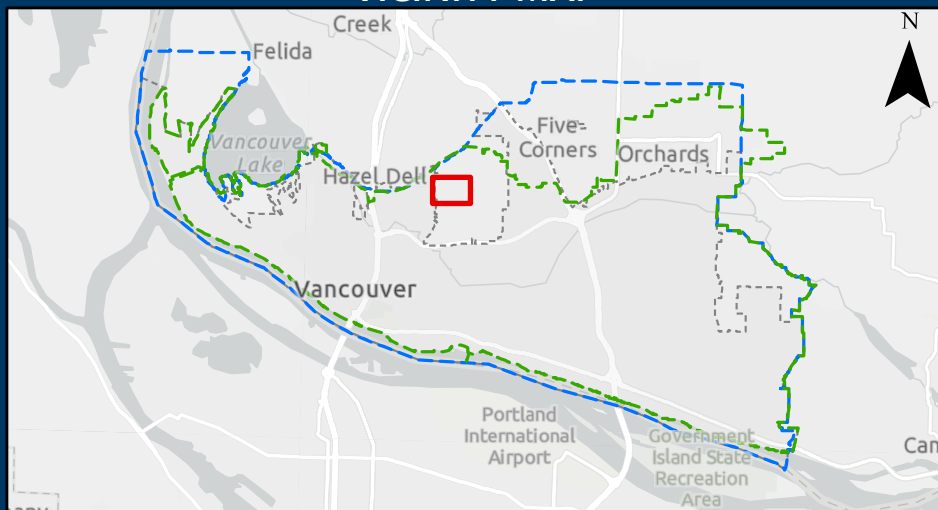 N
Creek
Felida
Vancouver
Lake
Five-
Corners
Orchards
Hazel Dell
Vancouver
Portland
International
Airport
Government
Island State
Recreation
Area